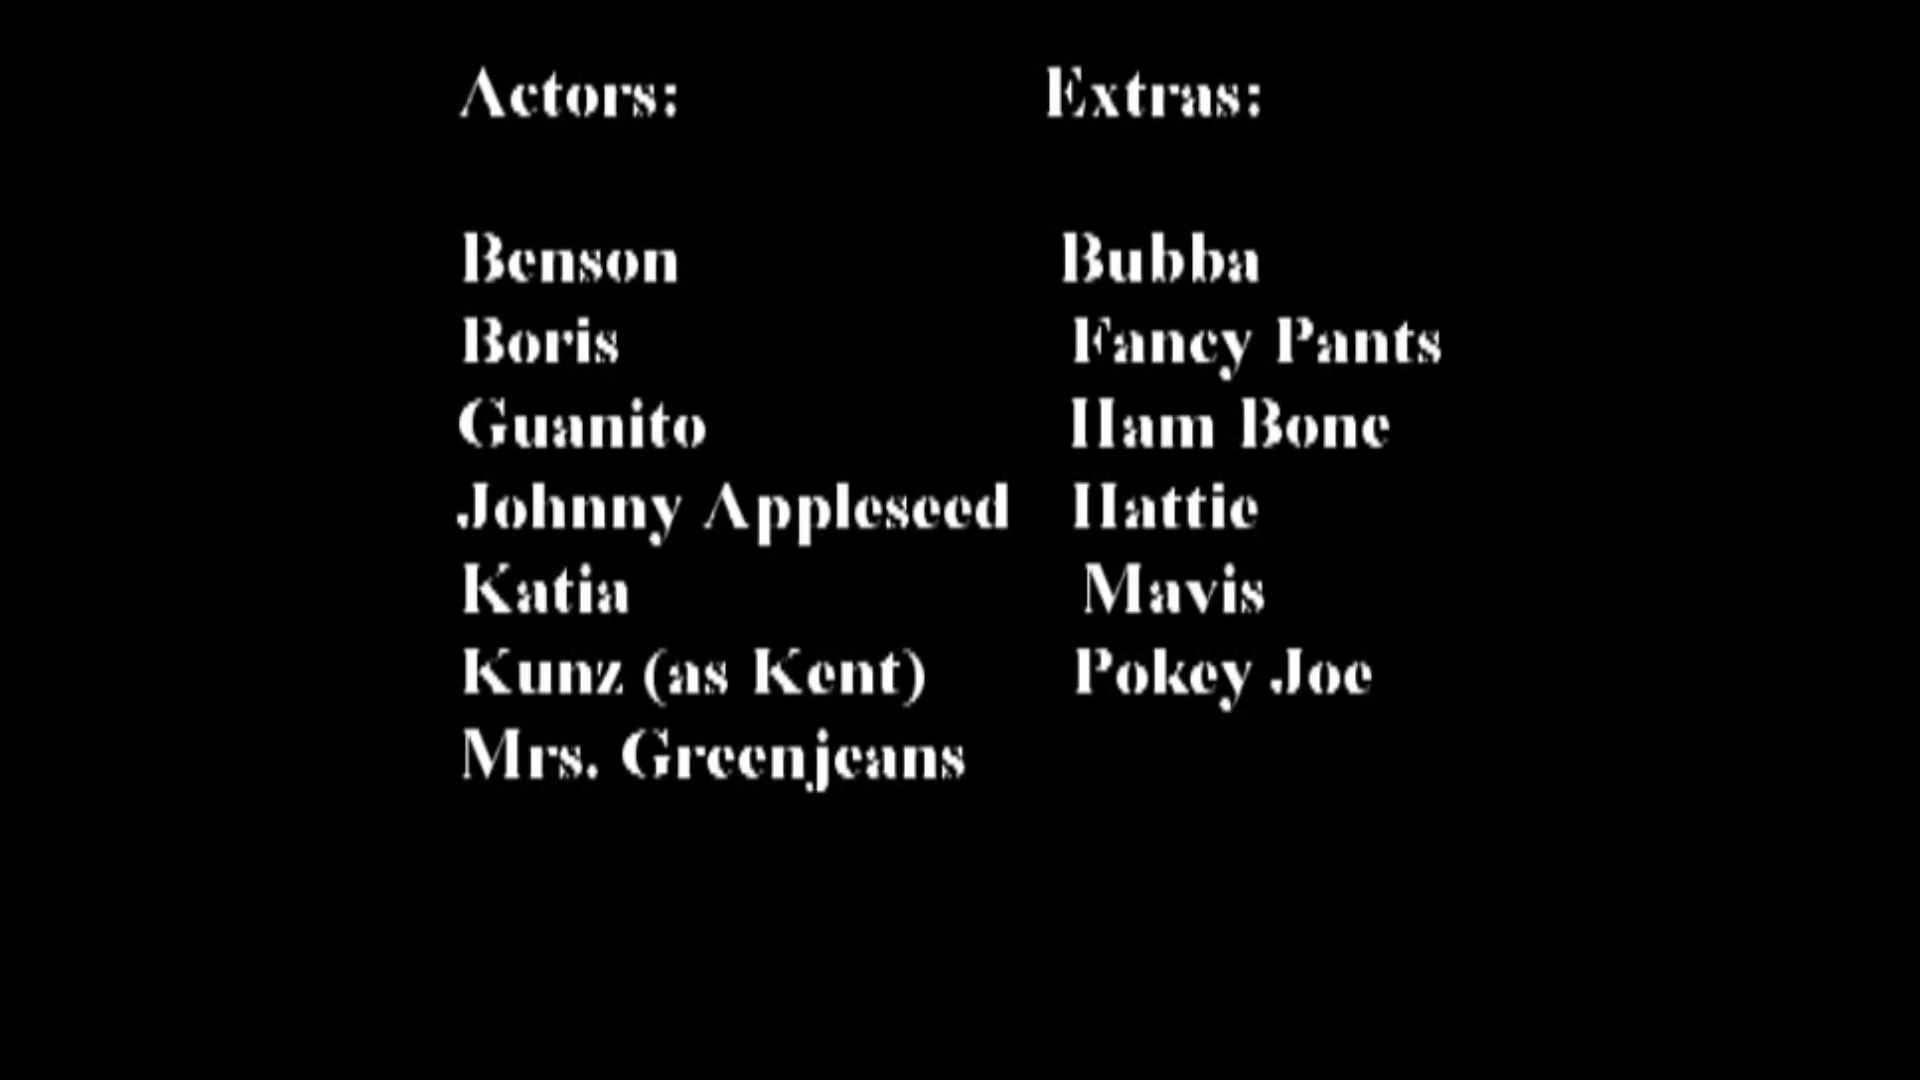 Actors: Extras:
Benson Bubba
Boris Fancy Pants
Guanito Ham Bone
Johnny Appleseed Hattie
Katia Mavis
Kunz (as Kent) Pokey Joe
Mrs. Greenjeans